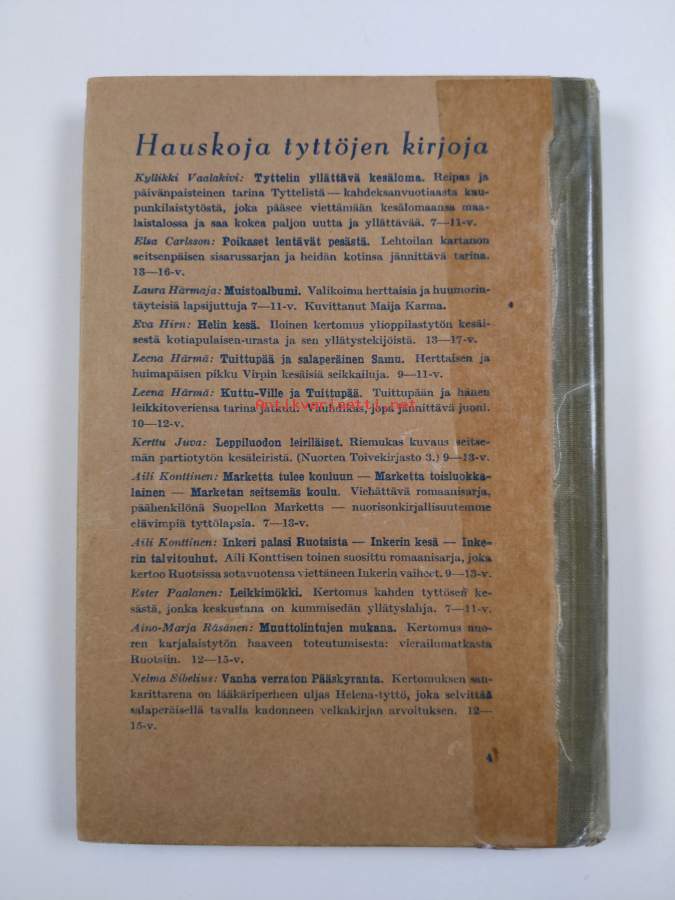 Hauskoja tyttöjen kirjoja
Kyllikki Vaalakivi: Tyttelin yllättävä kesäloma. Reipas ja
päivänpaisteinen tarina Tyttelistä — kahdeksanvuotiaasta kau-
punkilaistytöstä, joka pääsee viettämään kesälomaansa maa-
laistalossa ja saa kokea paljon uutta ja yllättävää. 7—11-v.
Elsa Carlsson: Poikaset lentävät pesästä. Lehtoilan kartanon
seitsenpäisen sisarussarjan ja heidän kotinsa jännittävä tarina.
13—16-v.
Laura Härmaja: Muistoalbumi. Valikoima herttaisia ja huumorin-
täyteisiä lapsijuttuja 7—11-v. Kuvittanut Maija Karma.
Eva Hirn: Helin kesä. Iloinen kertomus ylioppilastytön kesäi-
sestä kotiapulaisen-urasta ja sen yllätystekijöistä. 13—17-v.
Leena Härmä: Tuittupää ja salaperäinen Samu. Herttaisen ja
huimapäisen pikku Virpin kesäisiä seikkailuja. 9—11-v.
Leena Härmä: Kuttu-Ville ja Tuittupää. Tuittupään ja hänen
leikkitoveriensa tarina jatkuu. Vauhdikas, jopa jännittävä juoni.
10—12-v.
Antikvariaatti.net
Kerttu Juva: Leppiluodon leiriläiset. Riemukas kuvaus seitse-
män partiotytön kesäleiristä. (Nuorten Toivekirjasto 3.) 9—13-v.
Aili Konttinen: Marketta tulee kouluun — Marketta toisluokka-
lainen — Marketan seitsemäs koulu. Viehättävä romaanisarja,
päähenkilönä Suopellon Marketta — nuorisonkirjallisuutemme
elävimpiä tyttölapsia. 7—13-v.
Aili Konttinen: Inkeri palasi Ruotsista — Inkerin kesä — Inke-
rin talvitouhut. Aili Konttisen toinen suosittu romaanisarja, joka
kertoo Ruotsissa sotavuotensa viettäneen Inkerin vaiheet. 9—13-v.
Ester Paalanen: Leikkimökki. Kertomus kahden tyttösen ke-
sästä, jonka keskustana on kummisedän yllätyslahja. 7—11-v.
Aino-Marja Räsänen: Muuttolintujen mukana. Kertomus nuo-
ren karjalaistytön haaveen toteutumisesta: vierailumatkasta
Ruotsiin. 12—15-v.
Nelma Sibelius: Vanha verraton Pääskyranta. Kertomuksen san-
karittarena on lääkäriperheen uljas Helena-tyttö, joka selvittää
salaperäisellä tavalla kadonneen velkakirjan arvoituksen. 12—
15-v.
4